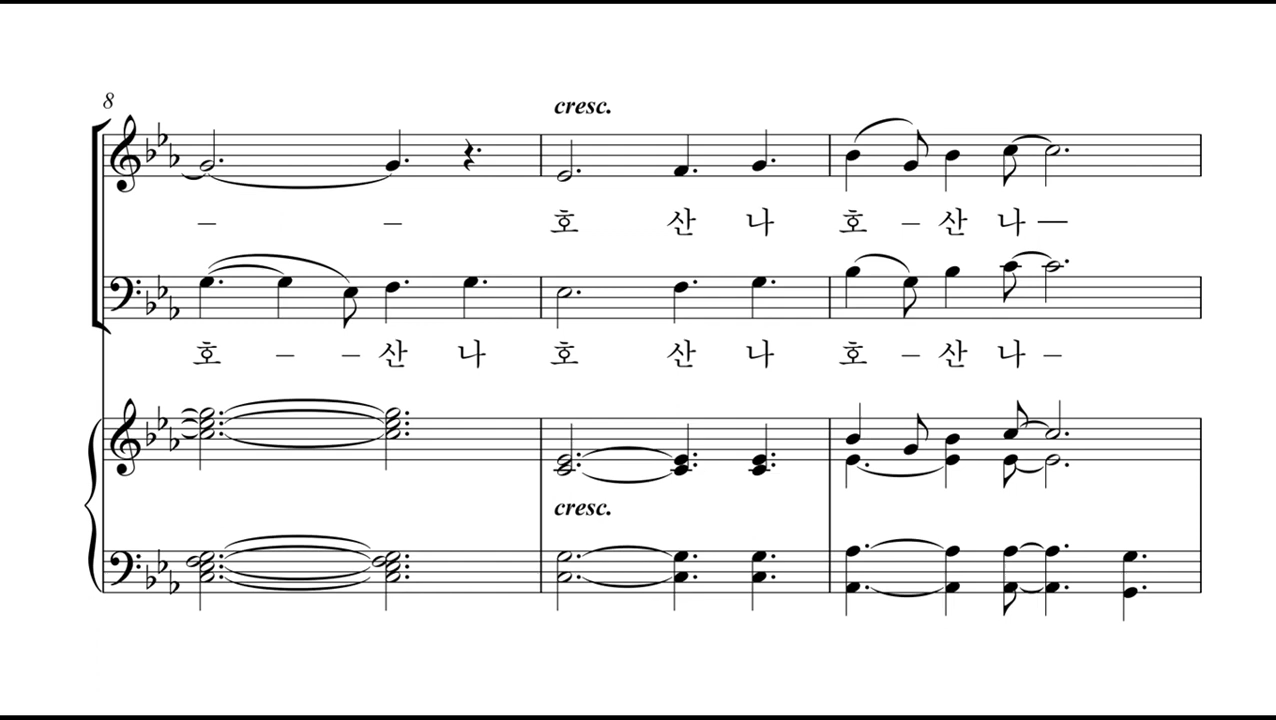 8
cresc.
– – 호 산 나 호 – 산 나 —
호 – – 산 나 호 산 나 호 – 산 나 –
cresc.